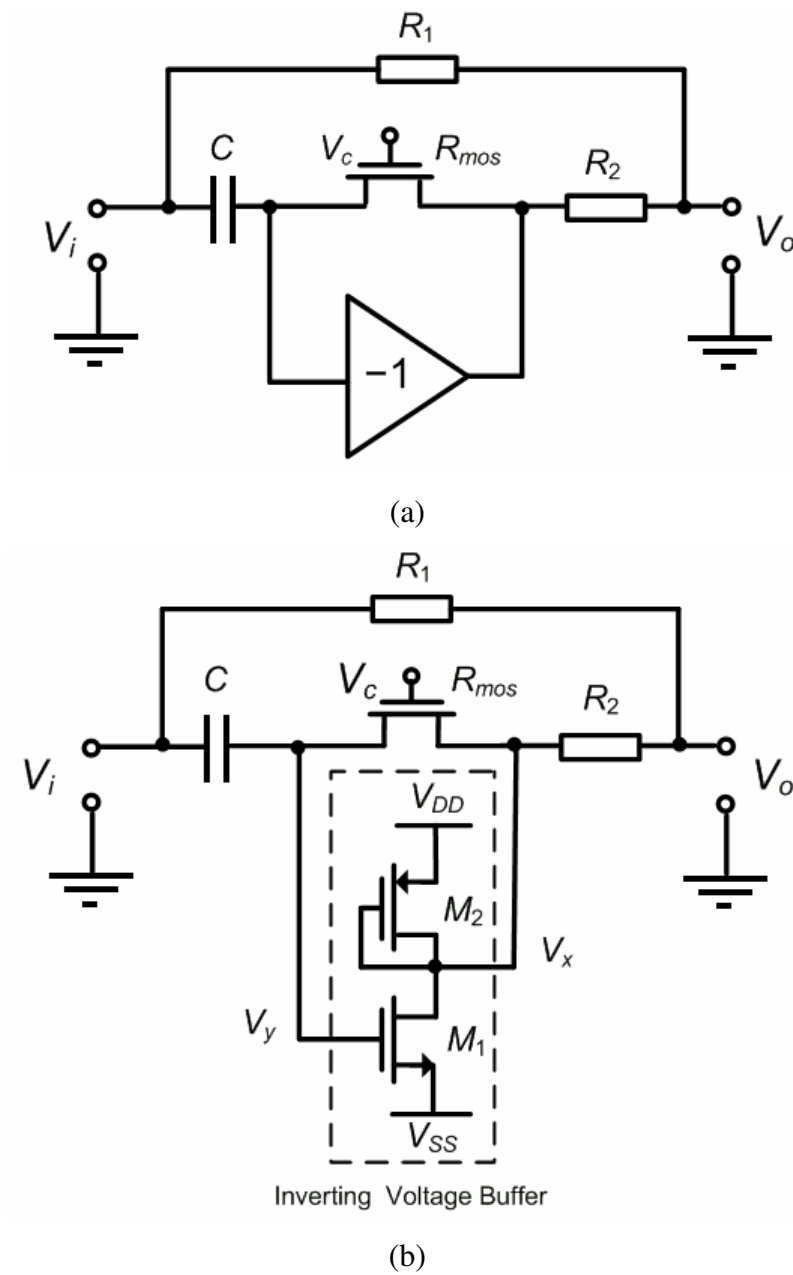 R1
C
Vc
Rmos
R2
Vi
Vo
−1
(a)
R1
C
Vc
Rmos
R2
Vi
Vo
VDD
M2
Vx
Vy
M1
VSS
Inverting Voltage Buffer
(b)